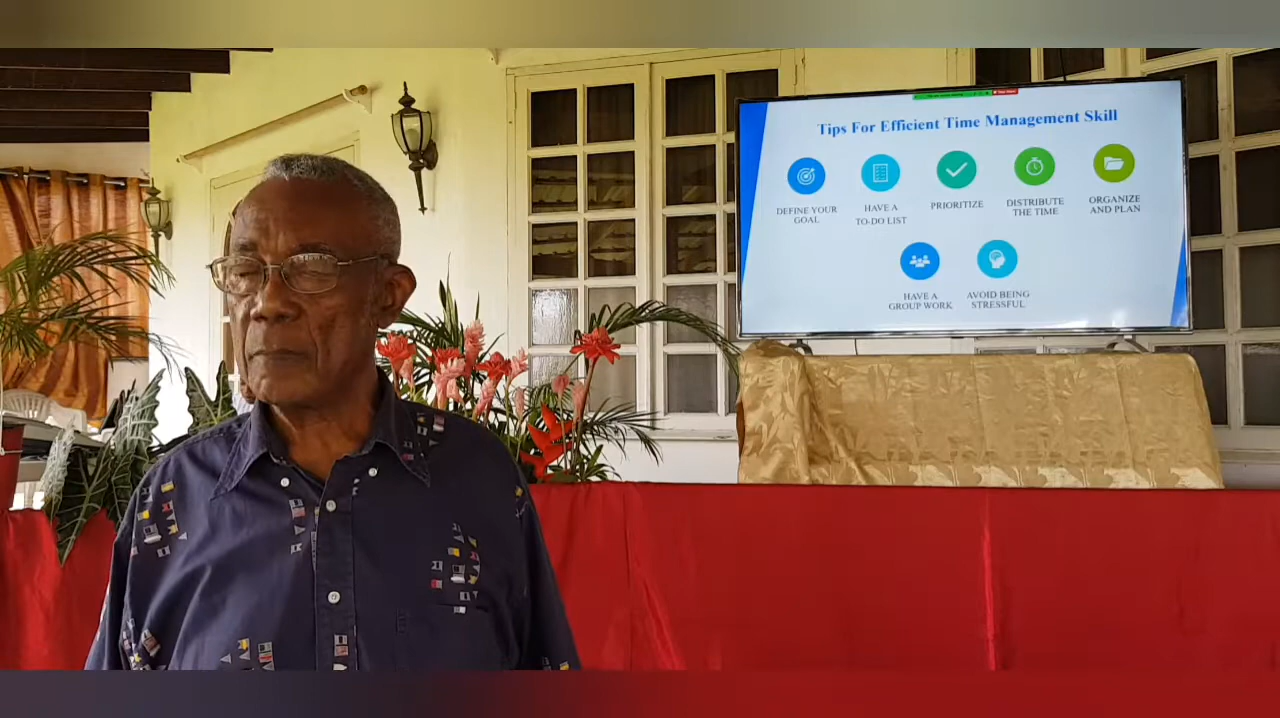 Tips For Efficient Time Management Skill
DEFINE YOUR
GOAL
HAVE A
TO-DO LIST
PRIORITIZE
DISTRIBUTE
THE TIME
ORGANIZE
AND PLAN
HAVE A
GROUP WORK
AVOID BEING
STRESSFUL